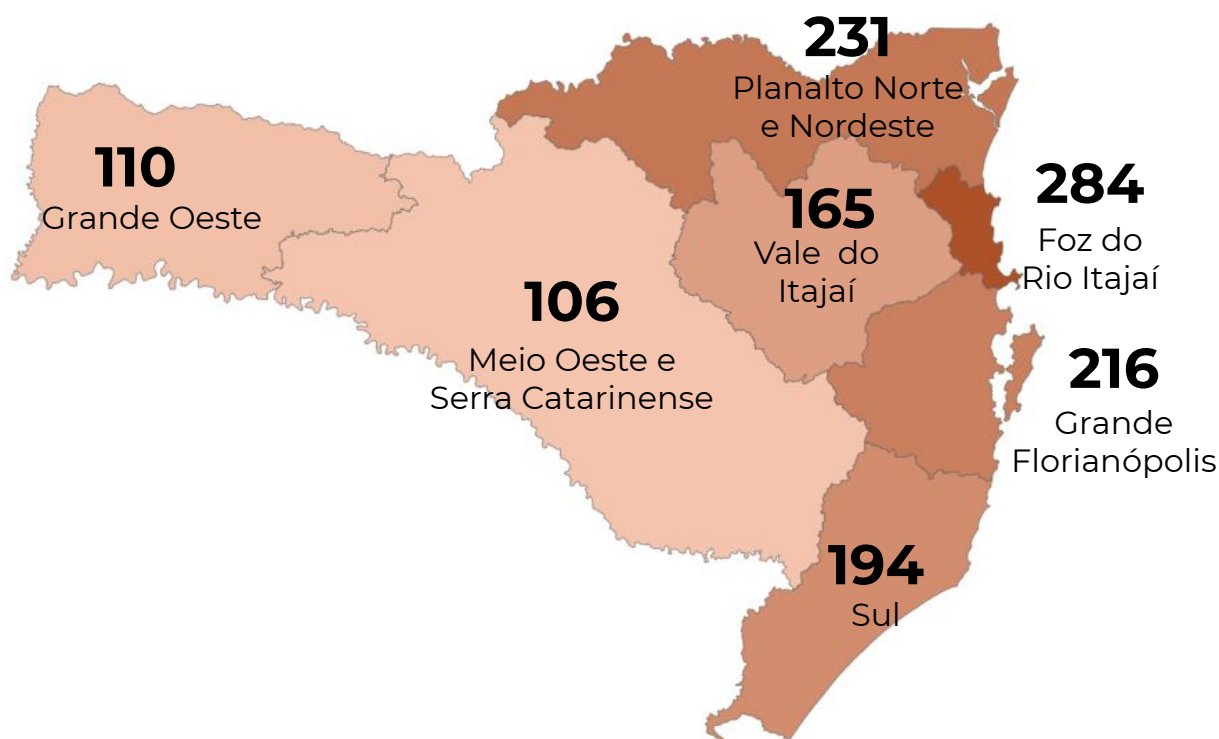 231
Planalto Norte
e Nordeste
110
Grande Oeste
165
Vale do
Itajaí
284
Foz do
Rio Itajaí
106
Meio Oeste e
Serra Catarinense
216
Grande
Florianópolis
194
Sul